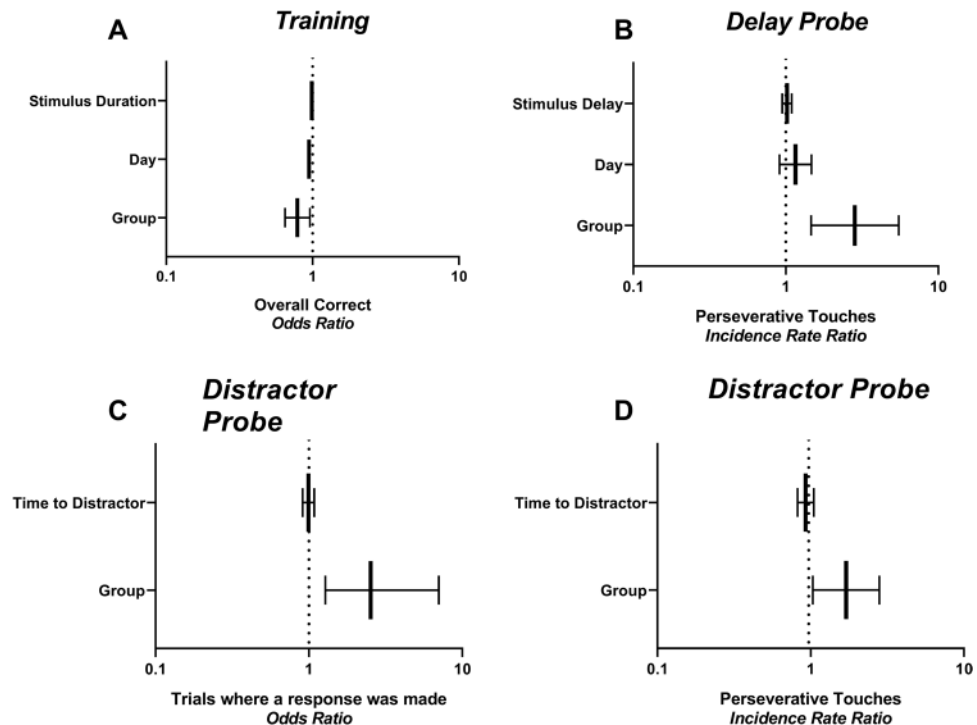 A
Training
Stimulus Duration
Day
Group
0.1
1
10
Overall Correct
Odds Ratio
B
Delay Probe
Stimulus Delay
Day
Group
0.1
1
10
Perseverative Touches
Incidence Rate Ratio
C
Distractor
Probe
Time to Distractor
Group
0.1
1
10
Trials where a response was made
Odds Ratio
D
Distractor Probe
Time to Distractor
Group
0.1
1
10
Perseverative Touches
Incidence Rate Ratio